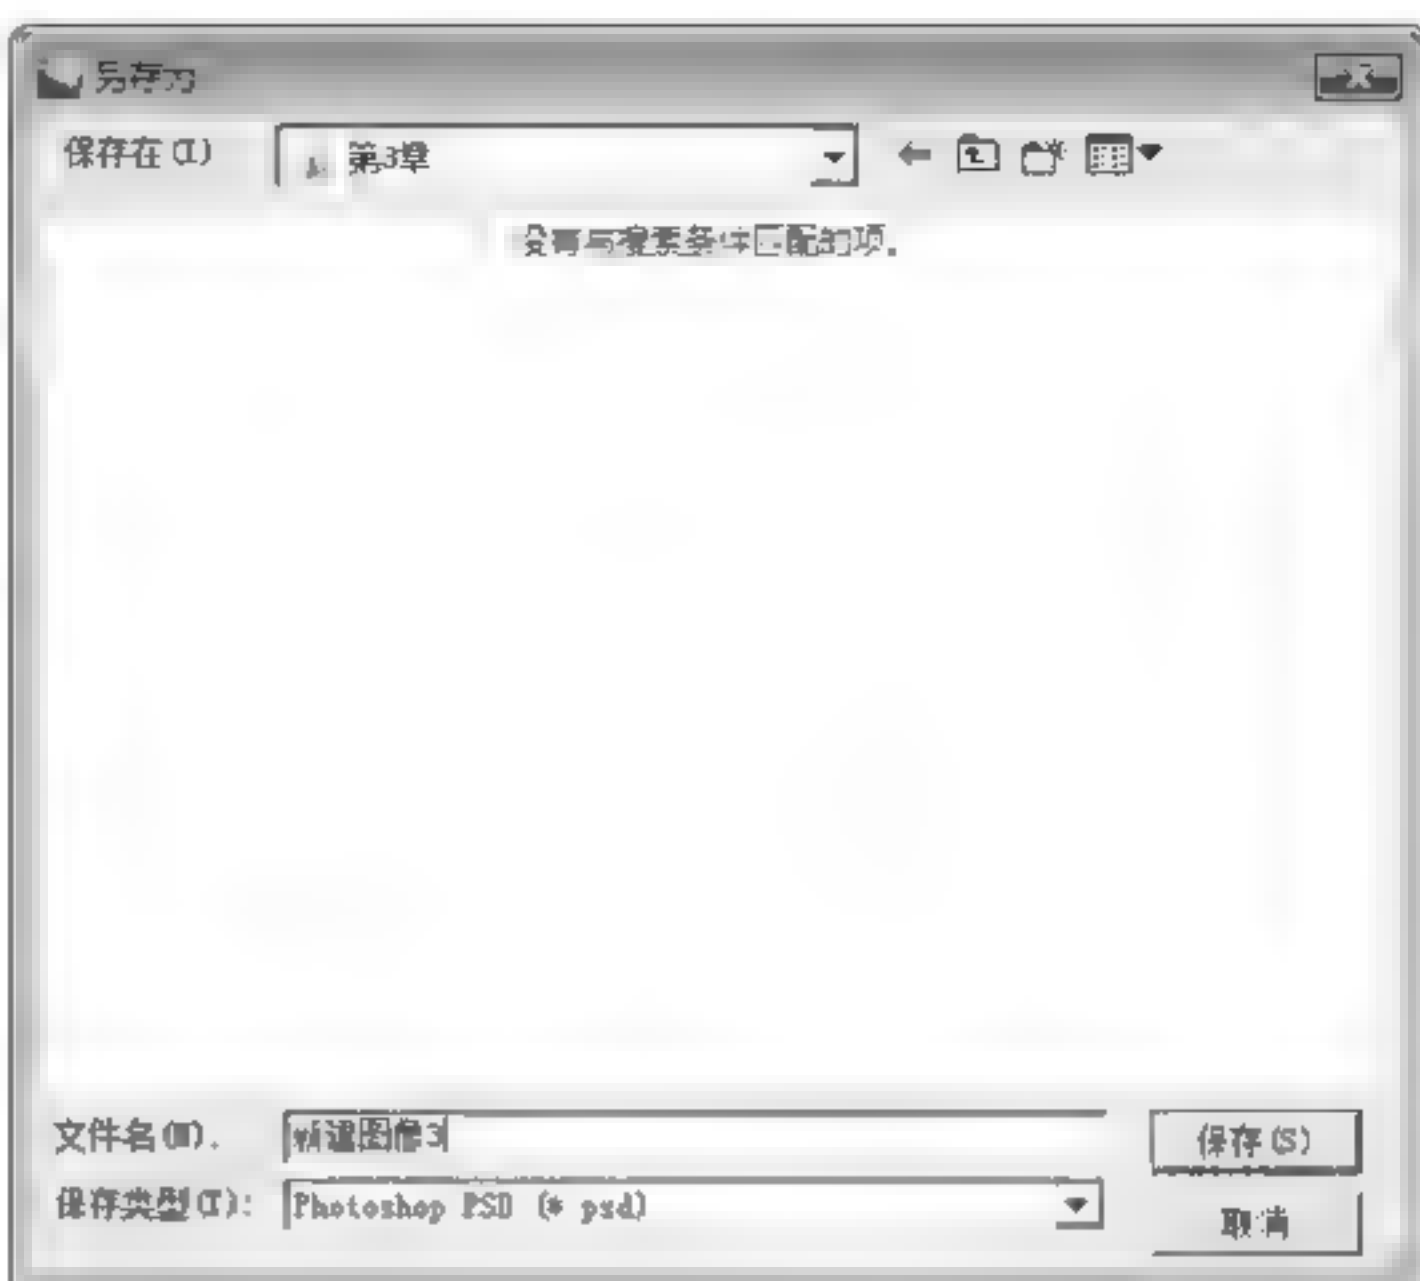 另存为
保存在(I)
第3章
没有与搜索条件匹配的项.
文件名(N).
新建图像3
保存(S)
保存类型(T):
Photoshop PSD (* psd)
取消